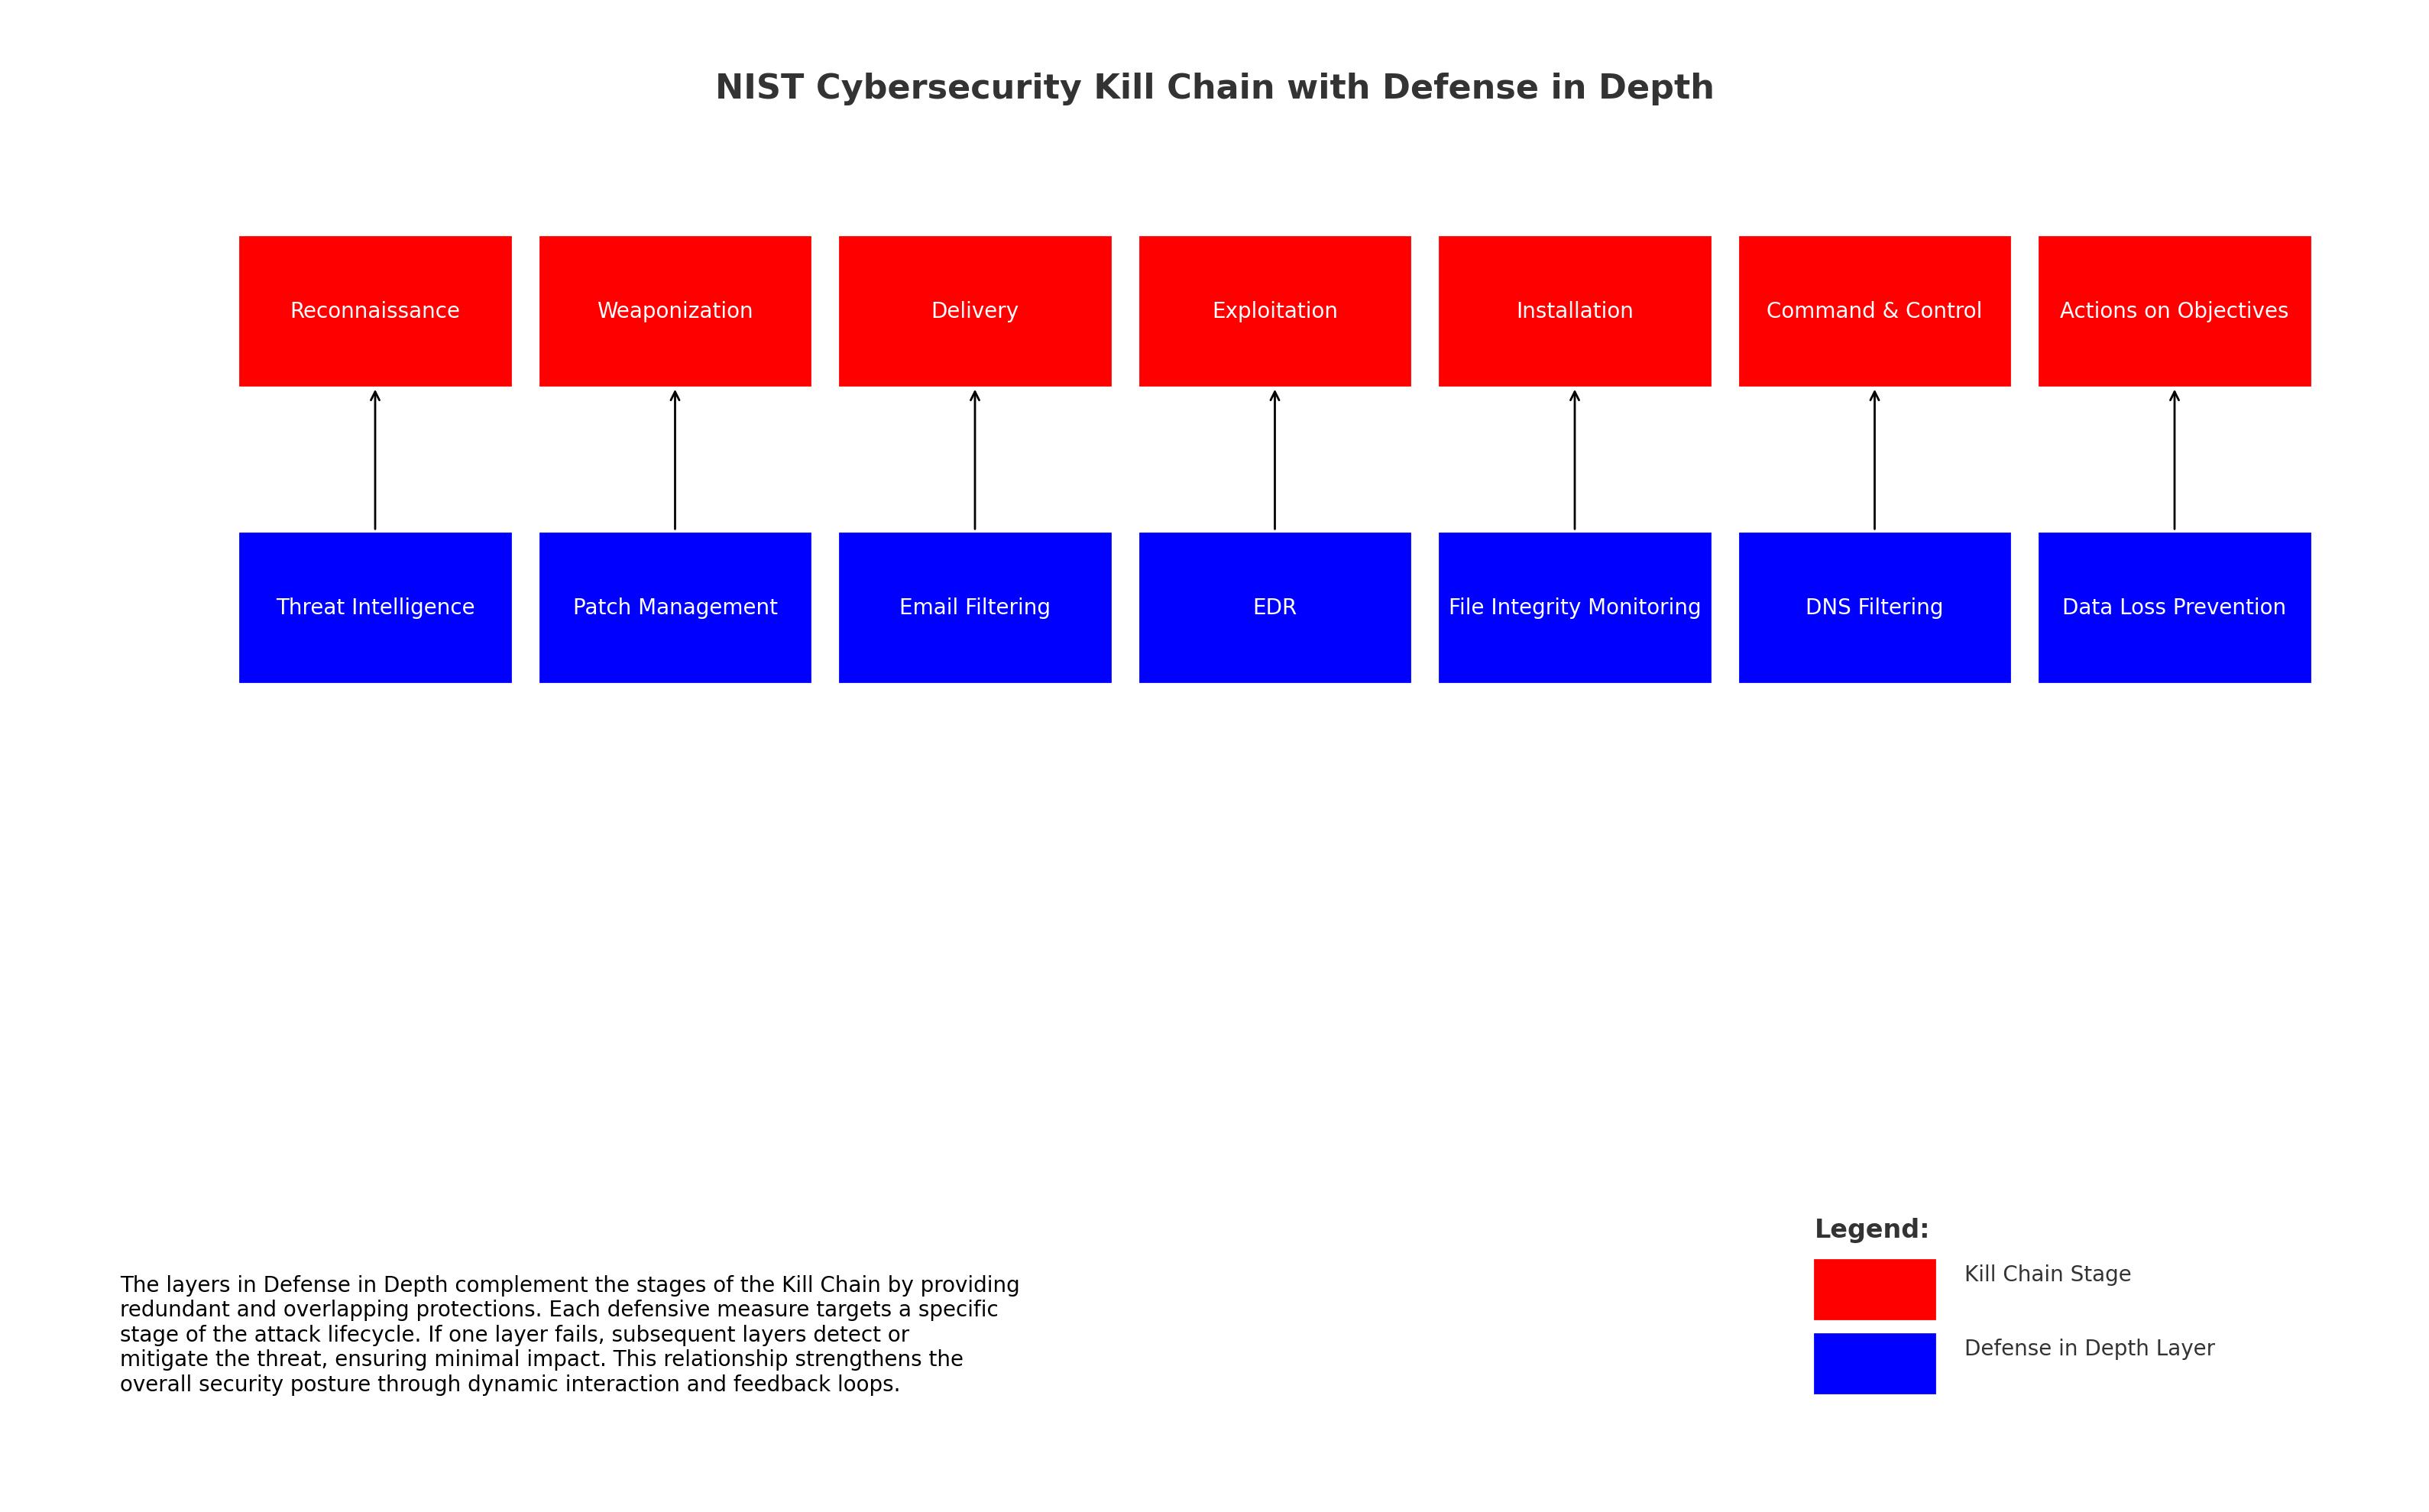 NIST Cybersecurity Kill Chain with Defense in Depth
Reconnaissance
Weaponization
Delivery
Exploitation
Installation
Command & Control
Actions on Objectives
Threat Intelligence
Patch Management
Email Filtering
EDR
File Integrity Monitoring
DNS Filtering
Data Loss Prevention
The layers in Defense in Depth complement the stages of the Kill Chain by providing
redundant and overlapping protections. Each defensive measure targets a specific
stage of the attack lifecycle. If one layer fails, subsequent layers detect or
mitigate the threat, ensuring minimal impact. This relationship strengthens the
overall security posture through dynamic interaction and feedback loops.
Legend:
Kill Chain Stage
Defense in Depth Layer